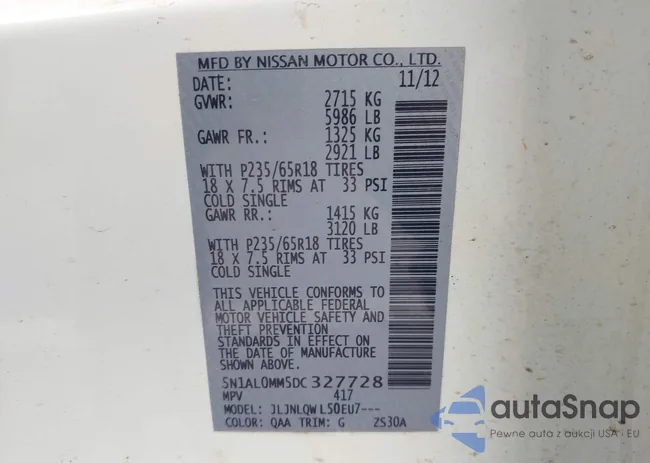 MFD BY NISSAN MOTOR CO., LTD.
DATE: 11/12
GVWR: 2715 KG
5986 LB
GAWR FR.: 1325 KG
2921 LB
WITH P235/65R18 TIRES
18 X 7.5 RIMS AT 33 PSI
COLD SINGLE
GAWR RR.: 1415 KG
3120 LB
WITH P235/65R18 TIRES
18 X 7.5 RIMS AT 33 PSI
COLD SINGLE
THIS VEHICLE CONFORMS TO
ALL APPLICABLE FEDERAL
MOTOR VEHICLE SAFETY AND
THEFT PREVENTION
STANDARDS IN EFFECT ON
THE DATE OF MANUFACTURE
SHOWN ABOVE.
5N1AL0MM5DC327728
MPV 417
MODEL: JLJNLQW L50EU7---
COLOR: QAA TRIM: G ZS30A
autoSnap
Pewne auta z aukcji USA · EU